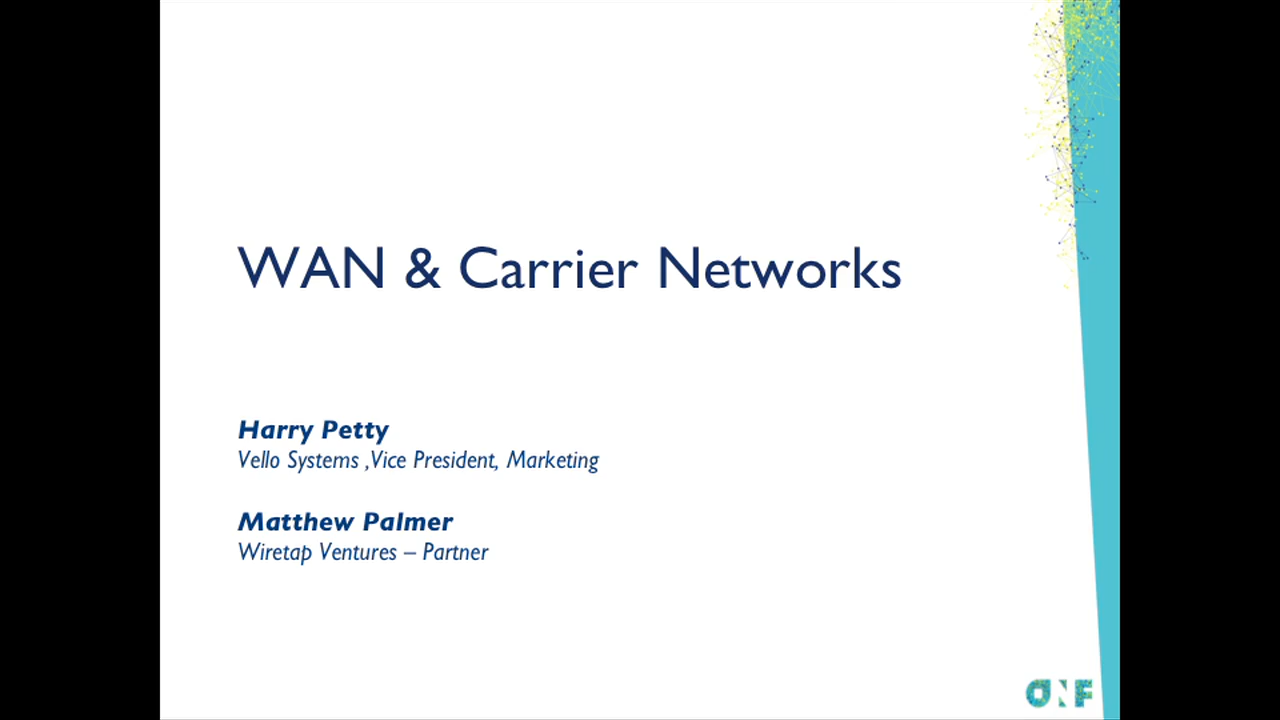 WAN & Carrier Networks
Harry Petty
Vello Systems ,Vice President, Marketing
Matthew Palmer
Wiretap Ventures – Partner
ONF